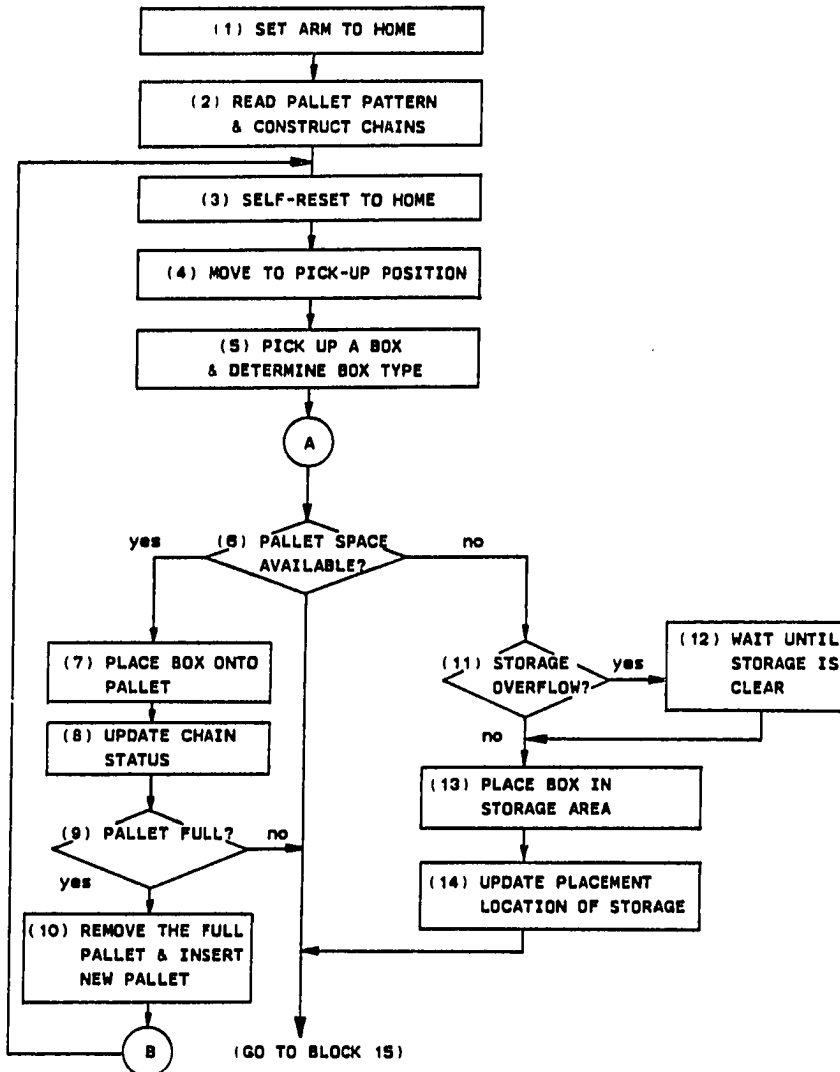 (1) SET ARM TO HOME
(2) READ PALLET PATTERN
& CONSTRUCT CHAINS
(3) SELF-RESET TO HOME
(4) MOVE TO PICK-UP POSITION
(5) PICK UP A BOX
& DETERMINE BOX TYPE
A
yes
(6) PALLET SPACE
AVAILABLE?
no
(7) PLACE BOX ONTO
PALLET
(8) UPDATE CHAIN
STATUS
(9) PALLET FULL?
no
yes
(10) REMOVE THE FULL
PALLET & INSERT
NEW PALLET
B
(11) STORAGE
OVERFLOW?
yes
no
(12) WAIT UNTIL
STORAGE IS
CLEAR
(13) PLACE BOX IN
STORAGE AREA
(14) UPDATE PLACEMENT
LOCATION OF STORAGE
(GO TO BLOCK 15)